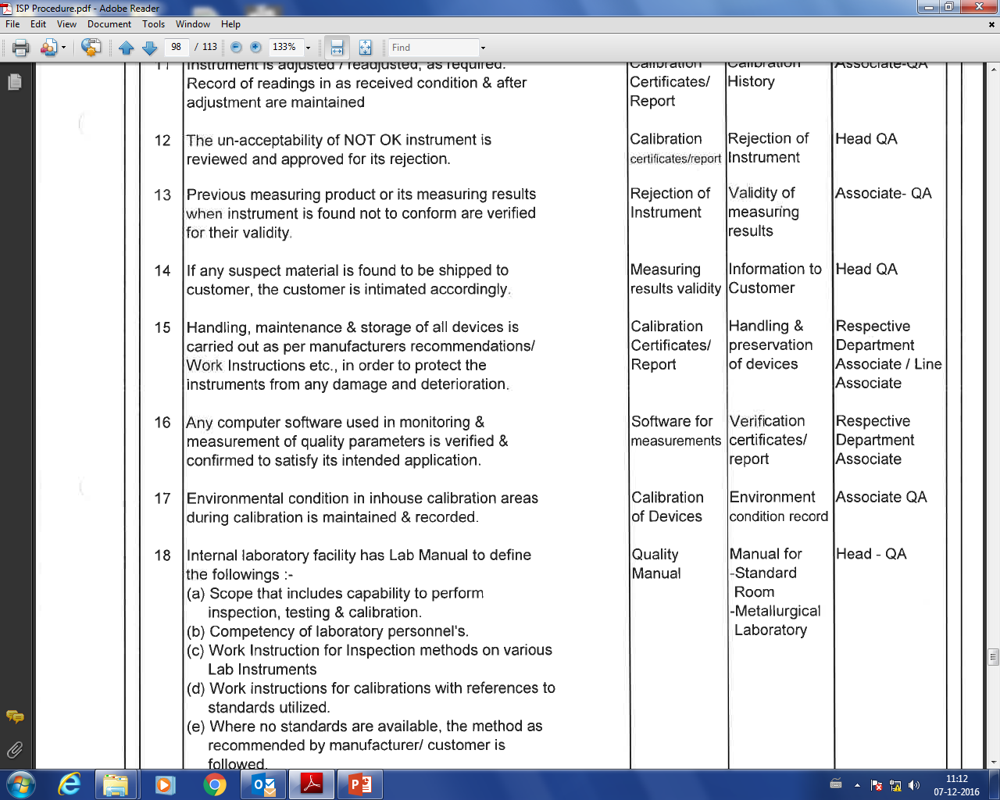 ISP Procedure.pdf - Adobe Reader
File Edit View Document Tools Window Help
98 / 113 133% Find
11 Instrument is adjusted / readjusted, as required. Calibration Calibration Associate-QA
Record of readings in as received condition & after Certificates/ History
adjustment are maintained Report
12 The un-acceptability of NOT OK instrument is Calibration Rejection of Head QA
reviewed and approved for its rejection. certificates/report Instrument
13 Previous measuring product or its measuring results Rejection of Validity of Associate- QA
when instrument is found not to conform are verified Instrument measuring
for their validity. results
14 If any suspect material is found to be shipped to Measuring Information to Head QA
customer, the customer is intimated accordingly. results validity Customer
15 Handling, maintenance & storage of all devices is Calibration Handling & Respective
carried out as per manufacturers recommendations/ Certificates/ preservation Department
Work Instructions etc., in order to protect the Report of devices Associate / Line
instruments from any damage and deterioration. Associate
16 Any computer software used in monitoring & Software for Verification Respective
measurement of quality parameters is verified & measurements certificates/ Department
confirmed to satisfy its intended application. report Associate
17 Environmental condition in inhouse calibration areas Calibration Environment Associate QA
during calibration is maintained & recorded. of Devices condition record
18 Internal laboratory facility has Lab Manual to define Quality Manual for Head - QA
the followings :- Manual -Standard
(a) Scope that includes capability to perform Room
inspection, testing & calibration. -Metallurgical
(b) Competency of laboratory personnel's. Laboratory
(c) Work Instruction for Inspection methods on various
Lab Instruments
(d) Work instructions for calibrations with references to
standards utilized.
(e) Where no standards are available, the method as
recommended by manufacturer/ customer is
followed.
11:12
07-12-2016